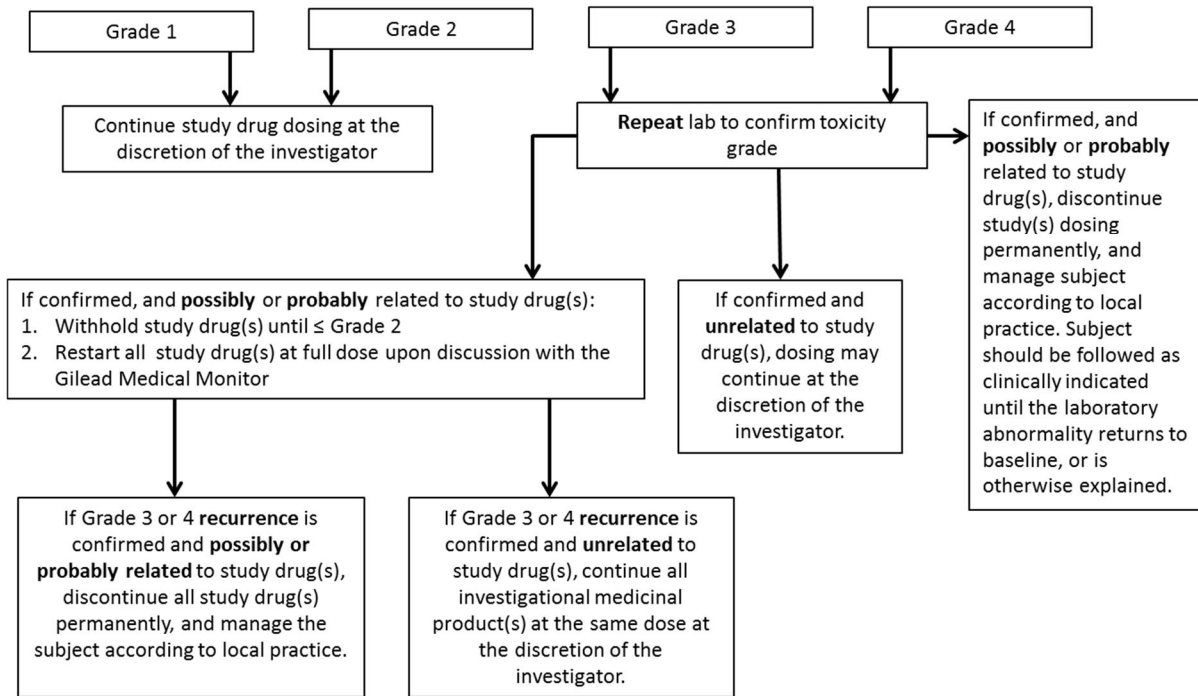 Grade 1
Grade 2
Grade 3
Grade 4
Continue study drug dosing at the
discretion of the investigator
Repeat lab to confirm toxicity
grade
If confirmed, and
possibly or probably
related to study
drug(s), discontinue
study(s) dosing
permanently, and
manage subject
according to local
practice. Subject
should be followed as
clinically indicated
until the laboratory
abnormality returns to
baseline, or is
otherwise explained.
If confirmed, and possibly or probably related to study drug(s):
1. Withhold study drug(s) until ≤ Grade 2
2. Restart all study drug(s) at full dose upon discussion with the
Gilead Medical Monitor
If confirmed and
unrelated to study
drug(s), dosing may
continue at the
discretion of the
investigator.
If Grade 3 or 4 recurrence is
confirmed and possibly or
probably related to study drug(s),
discontinue all study drug(s)
permanently, and manage the
subject according to local practice.
If Grade 3 or 4 recurrence is
confirmed and unrelated to
study drug(s), continue all
investigational medicinal
product(s) at the same dose at
the discretion of the
investigator.